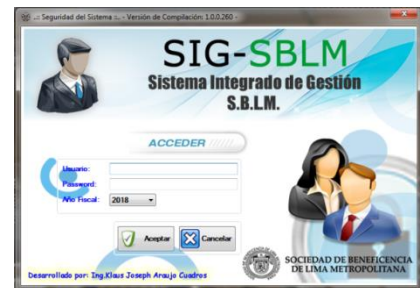 ..: Seguridad del Sistema :.. - Versión de Compilación: 1.0.0.260 -
SIG-SBLM
Sistema Integrado de Gestión
S.B.L.M.
ACCEDER
Usuario:
Password:
Año Fiscal:
2018
Aceptar
Cancelar
SOCIEDAD DE BENEFICENCIA
DE LIMA METROPOLITANA
Desarrollado por: Ing.Klaus Joseph Araujo Cuadros